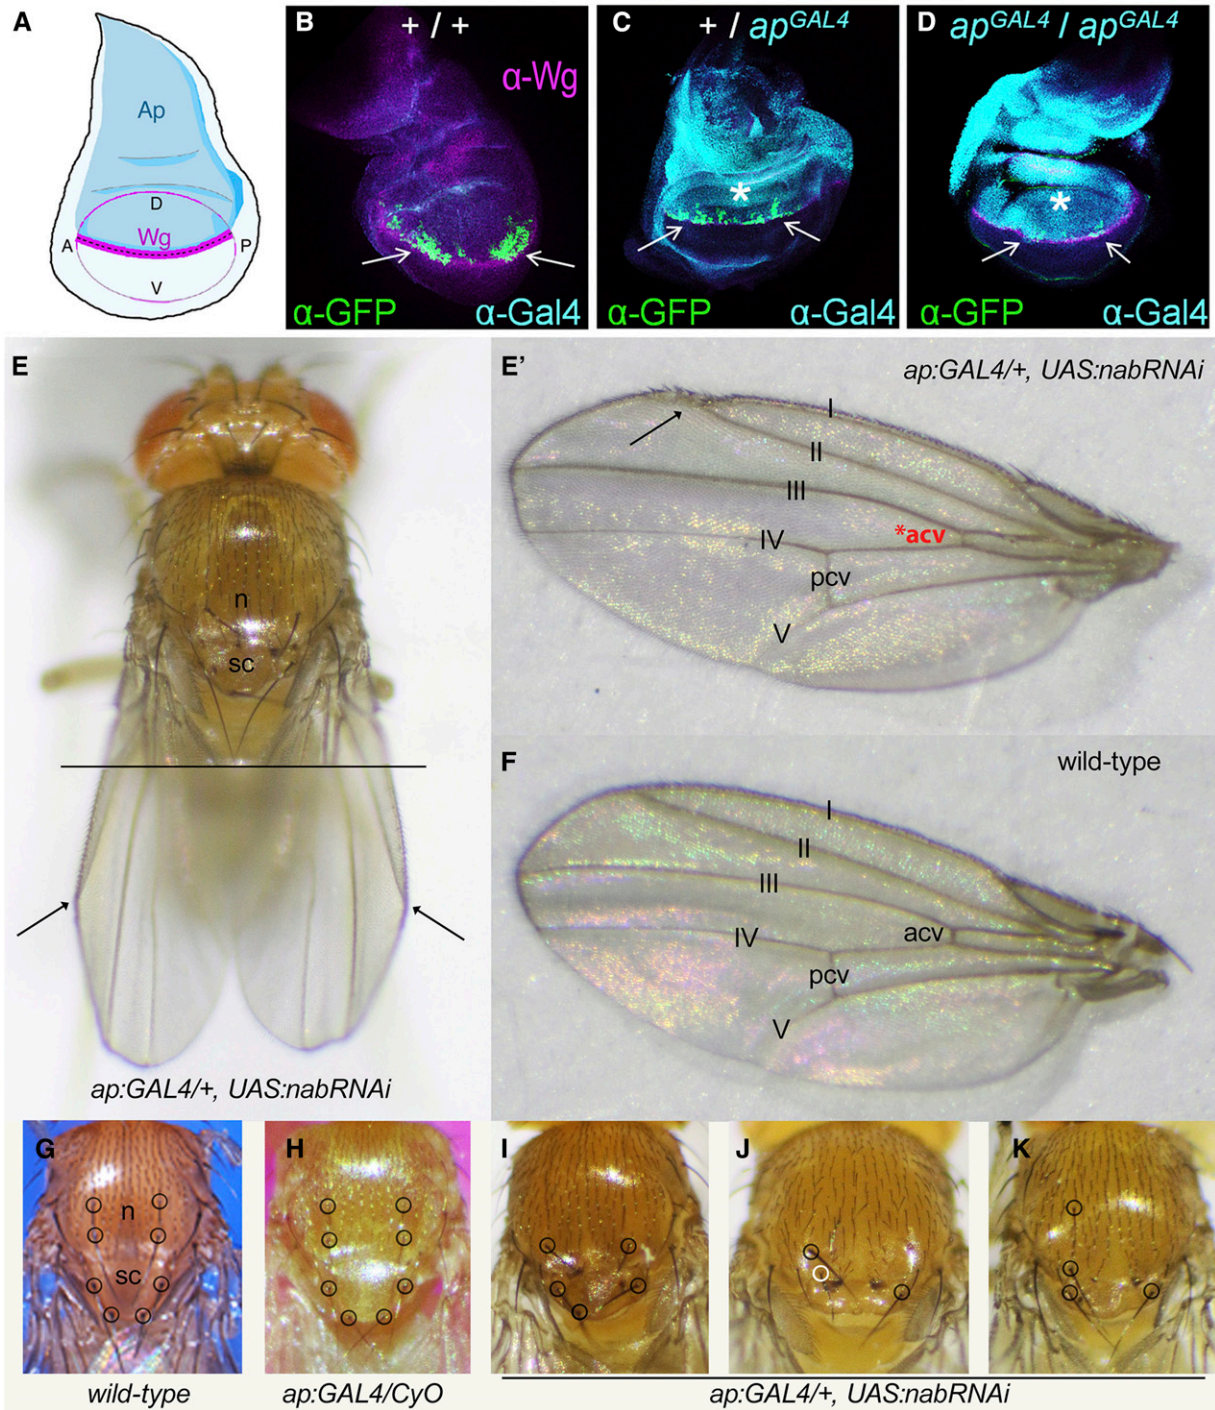 A
Ap
D
Wg
A
P
V
B
+ / +
α-Wg
α-GFP
α-Gal4
C
+ / apGAL4
α-GFP
α-Gal4
D
apGAL4 / apGAL4
α-GFP
α-Gal4
*
*
E
n
sc
ap:GAL4/+, UAS:nabRNAi
E’
ap:GAL4/+, UAS:nabRNAi
I
II
III
IV
*acv
pcv
V
F
wild-type
I
II
III
IV
acv
pcv
V
G
n
sc
wild-type
H
ap:GAL4/CyO
I
J
K
ap:GAL4/+, UAS:nabRNAi